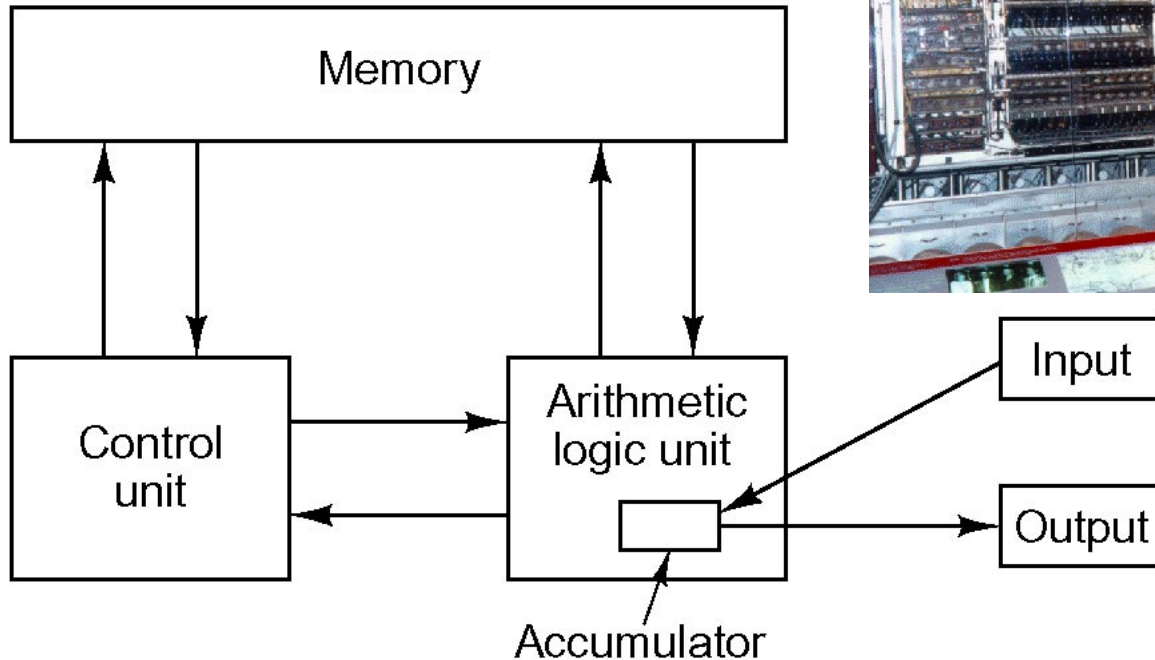 Memory
Control
unit
Arithmetic
logic unit
Input
Output
Accumulator